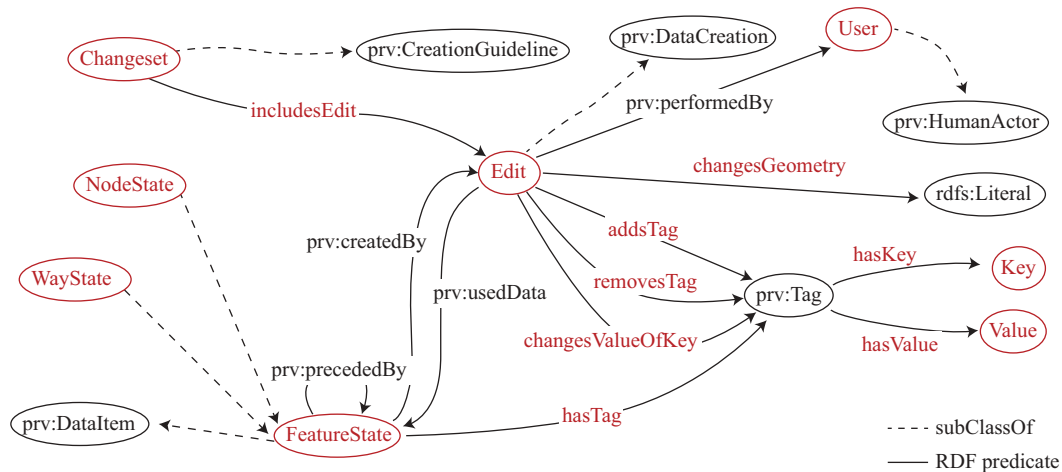 Changeset
prv:CreationGuideline
prv:DataCreation
User
includesEdit
prv:performedBy
prv:HumanActor
Edit
changesGeometry
NodeState
rdfs:Literal
prv:createdBy
addsTag
hasKey
WayState
removesTag
Key
prv:usedData
prv:Tag
changesValueOfKey
hasValue
Value
prv:precededBy
prv:DataItem
FeatureState
hasTag
subClassOf
RDF predicate